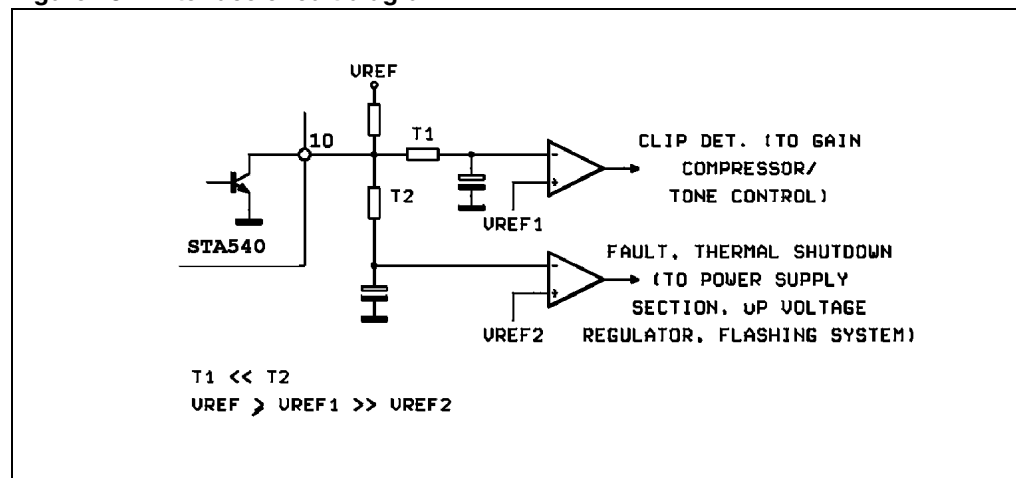 VREF
10
T1
T2
STA540
-
+
VREF1
CLIP DET. (TO GAIN
COMPRESSOR/
TONE CONTROL)
-
+
VREF2
FAULT, THERMAL SHUTDOWN
(TO POWER SUPPLY
SECTION, uP VOLTAGE
REGULATOR, FLASHING SYSTEM)
T1 << T2
VREF > VREF1 >> VREF2